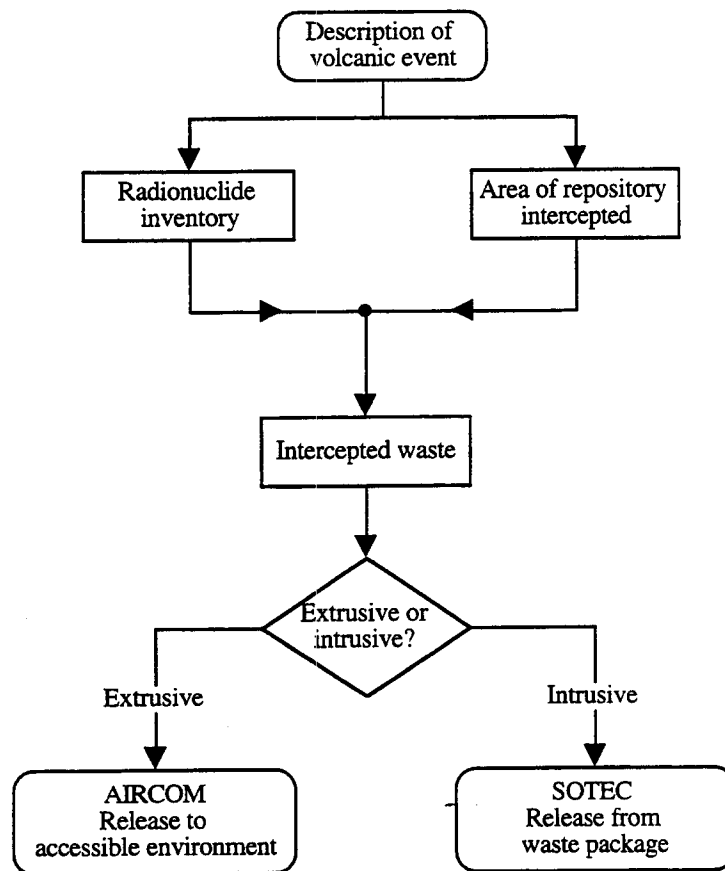 Description of
volcanic event
Radionuclide
inventory
Area of repository
intercepted
Intercepted waste
Extrusive or
intrusive?
Extrusive
Intrusive
AIRCOM
Release to
accessible environment
SOTEC
Release from
waste package